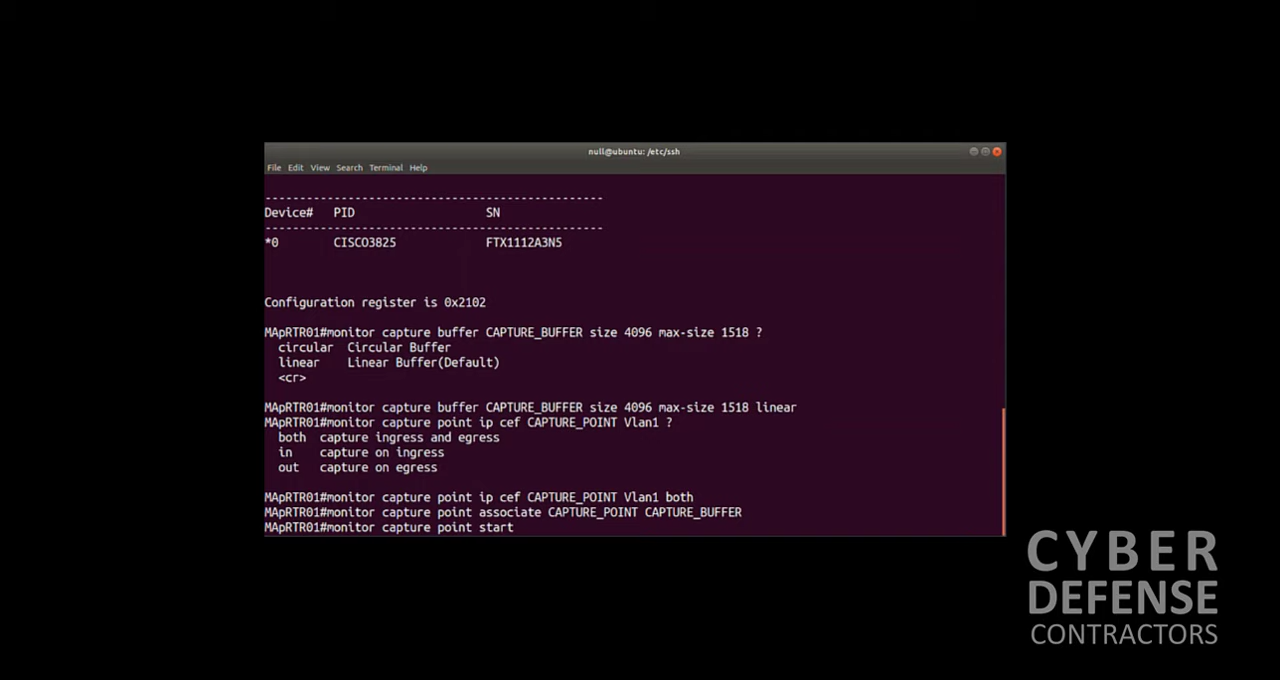 null@ubuntu: /etc/ssh
File Edit View Search Terminal Help
-------------------------------------------------
Device# PID SN
-------------------------------------------------
*0 CISCO3825 FTX1112A3N5
Configuration register is 0x2102
MApRTR01#monitor capture buffer CAPTURE_BUFFER size 4096 max-size 1518 ?
circular Circular Buffer
linear Linear Buffer(Default)
<cr>
MApRTR01#monitor capture buffer CAPTURE_BUFFER size 4096 max-size 1518 linear
MApRTR01#monitor capture point ip cef CAPTURE_POINT Vlan1 ?
both capture ingress and egress
in capture on ingress
out capture on egress
MApRTR01#monitor capture point ip cef CAPTURE_POINT Vlan1 both
MApRTR01#monitor capture point associate CAPTURE_POINT CAPTURE_BUFFER
MApRTR01#monitor capture point start
CYBER
DEFENSE
CONTRACTORS